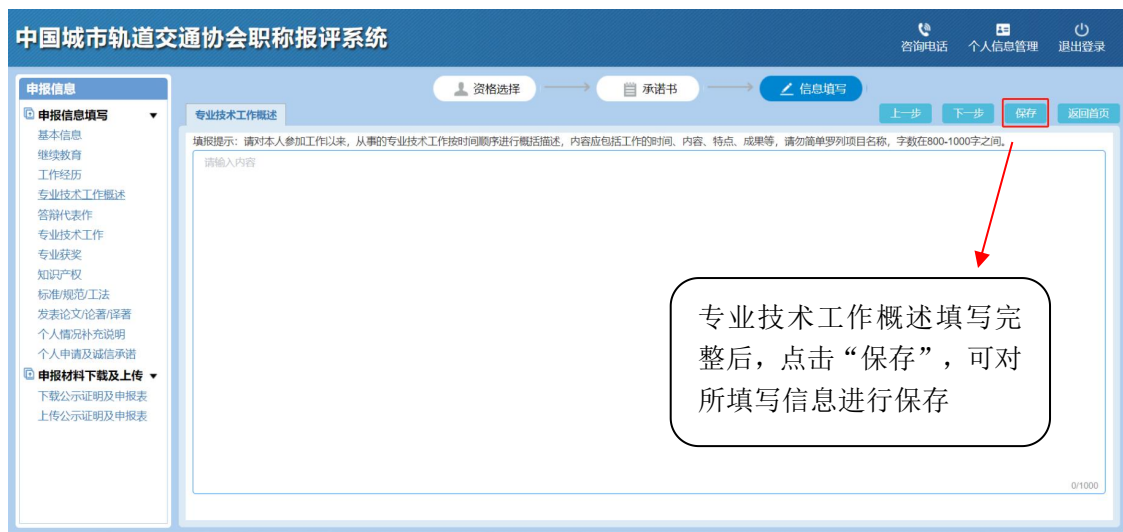 中国城市轨道交通协会职称报评系统
咨询电话 个人信息管理 退出登录
申报信息
资格选择 承诺书 信息填写
申报信息填写
基本信息
继续教育
工作经历
专业技术工作概述
答辩代表作
专业技术工作
专业获奖
知识产权
标准/规范/工法
发表论文/论著/译著
个人情况补充说明
个人申请及诚信承诺
申报材料下载及上传
下载公示证明及申报表
上传公示证明及申报表
专业技术工作概述
上一步 下一步 保存 返回首页
填报提示：请对本人参加工作以来，从事的专业技术工作按时间顺序进行概括描述，内容应包括工作的时间、内容、特点、成果等，请勿简单罗列项目名称，字数在800-1000字之间。
请输入内容
专业技术工作概述填写完
整后，点击“保存”，可对
所填写信息进行保存
0/1000